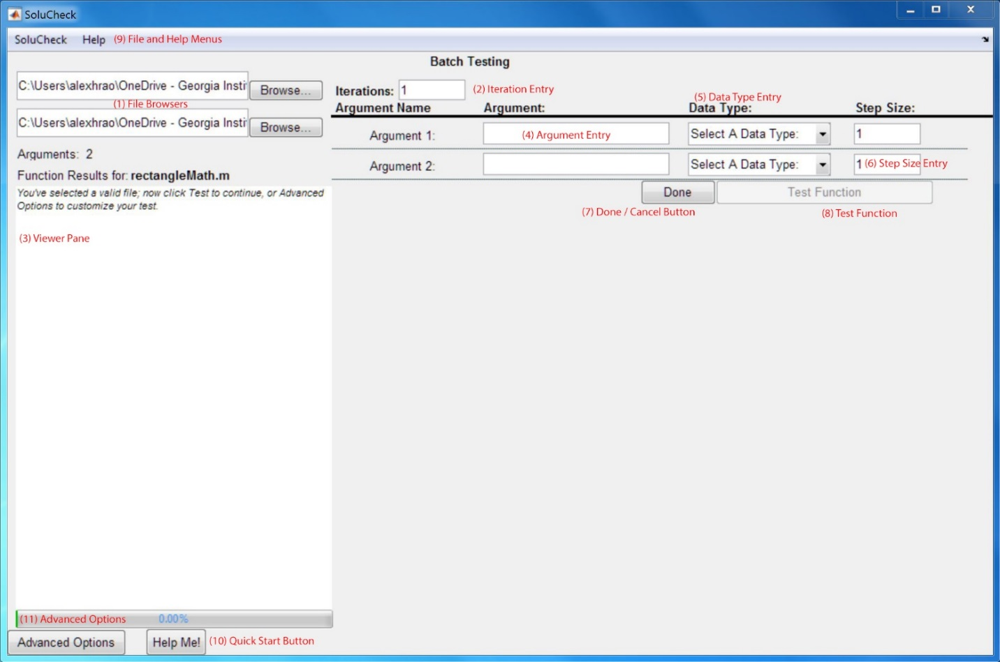 SoluCheck
SoluCheck Help (9) File and Help Menus
Batch Testing
C:\Users\alexhrao\OneDrive - Georgia Insti Browse...
(1) File Browsers
C:\Users\alexhrao\OneDrive - Georgia Insti Browse...
Arguments: 2
Function Results for: rectangleMath.m
You've selected a valid file; now click Test to continue, or Advanced
Options to customize your test.
(3) Viewer Pane
Iterations: 1 (2) Iteration Entry
(5) Data Type Entry
Argument Name Argument: Data Type: Step Size:
Argument 1: (4) Argument Entry Select A Data Type: 1
Argument 2: Select A Data Type: 1 (6) Step Size Entry
Done Test Function
(7) Done / Cancel Button (8) Test Function
(11) Advanced Options 0.00%
Advanced Options Help Me! (10) Quick Start Button